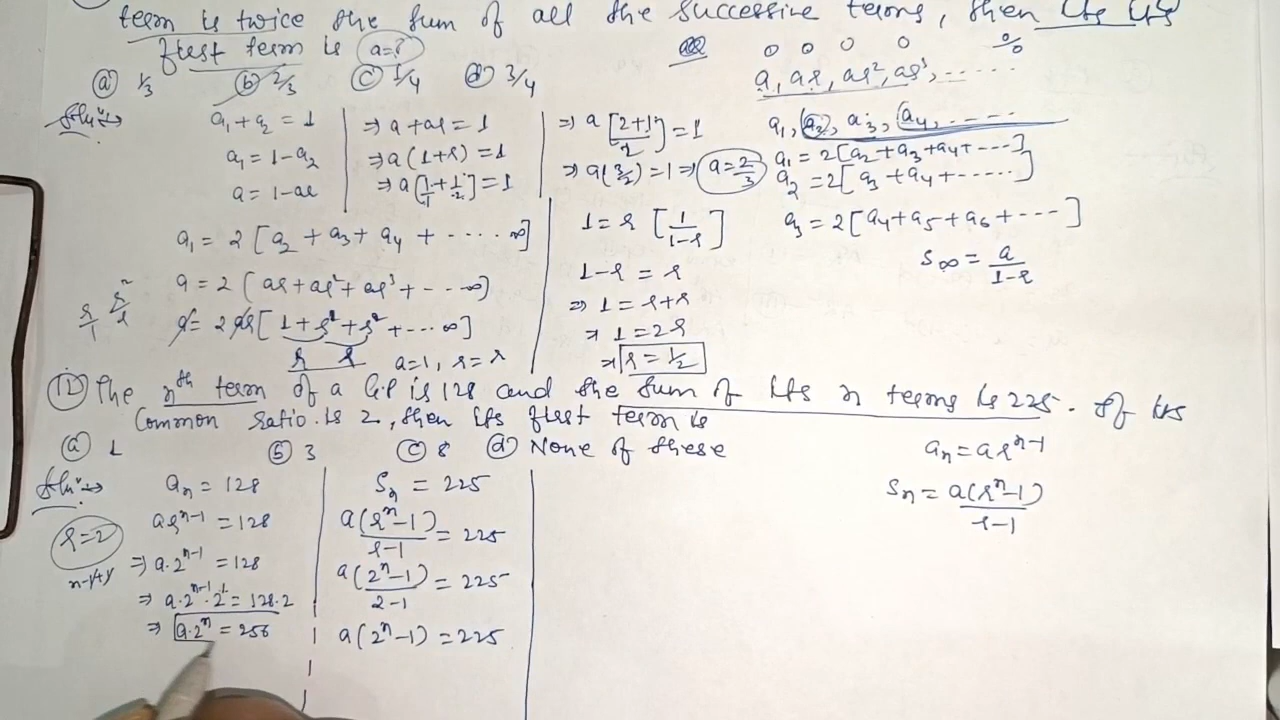 term is twice the sum of all the successive terms, then its
first term is a=?
(a) 1/3 (b) 2/3 (c) 1/4 (d) 3/4
a, ar, ar², ar³, .....
Soluⁿ→
a₁ + a₂ = 1
a₁ = 1-a₂
a = 1-ar
⇒ a+ar = 1
⇒ a(1+r) = 1
⇒ a[1/1 + 1/2] = 1
⇒ a[(2+1)/2] = 1
⇒ a(3/2) = 1 ⇒ a = 2/3
a₁, a₂, a₃, a₄, .....
a₁ = 2[a₂+a₃+a₄+ ---]
a₂ = 2[a₃ + a₄ + -----]
a₃ = 2[a₄+a₅+a₆+ ---]
S∞ = a/(1-r)
a₁ = 2[a₂ + a₃ + a₄ + ..... ∞]
a = 2(ar+ar²+ar³+ --- ∞)
a = 2ar[1+r¹+r²+ --- ∞]
r/1 r²/r
r r a=1, r=r
1 = r[1/(1-r)]
1-r = r
⇒ 1 = r+r
⇒ 1 = 2r
⇒ r = 1/2
(12) The nth term of a G.P is 128 and the sum of its n terms is 225. If its
Common ratio is 2, then its first term is
(a) 1 (b) 3 (c) 8 (d) None of these
Soluⁿ→
r=2
n-1+1
aₙ = 128
arⁿ⁻¹ = 128
⇒ a.2ⁿ⁻¹ = 128
⇒ a.2ⁿ⁻¹.2¹ = 128.2
⇒ a.2ⁿ = 256
Sₙ = 225
a(rⁿ-1)/(r-1) = 225
a(2ⁿ-1)/(2-1) = 225
a(2ⁿ-1) = 225
aₙ = arⁿ⁻¹
Sₙ = a(rⁿ-1)/(r-1)